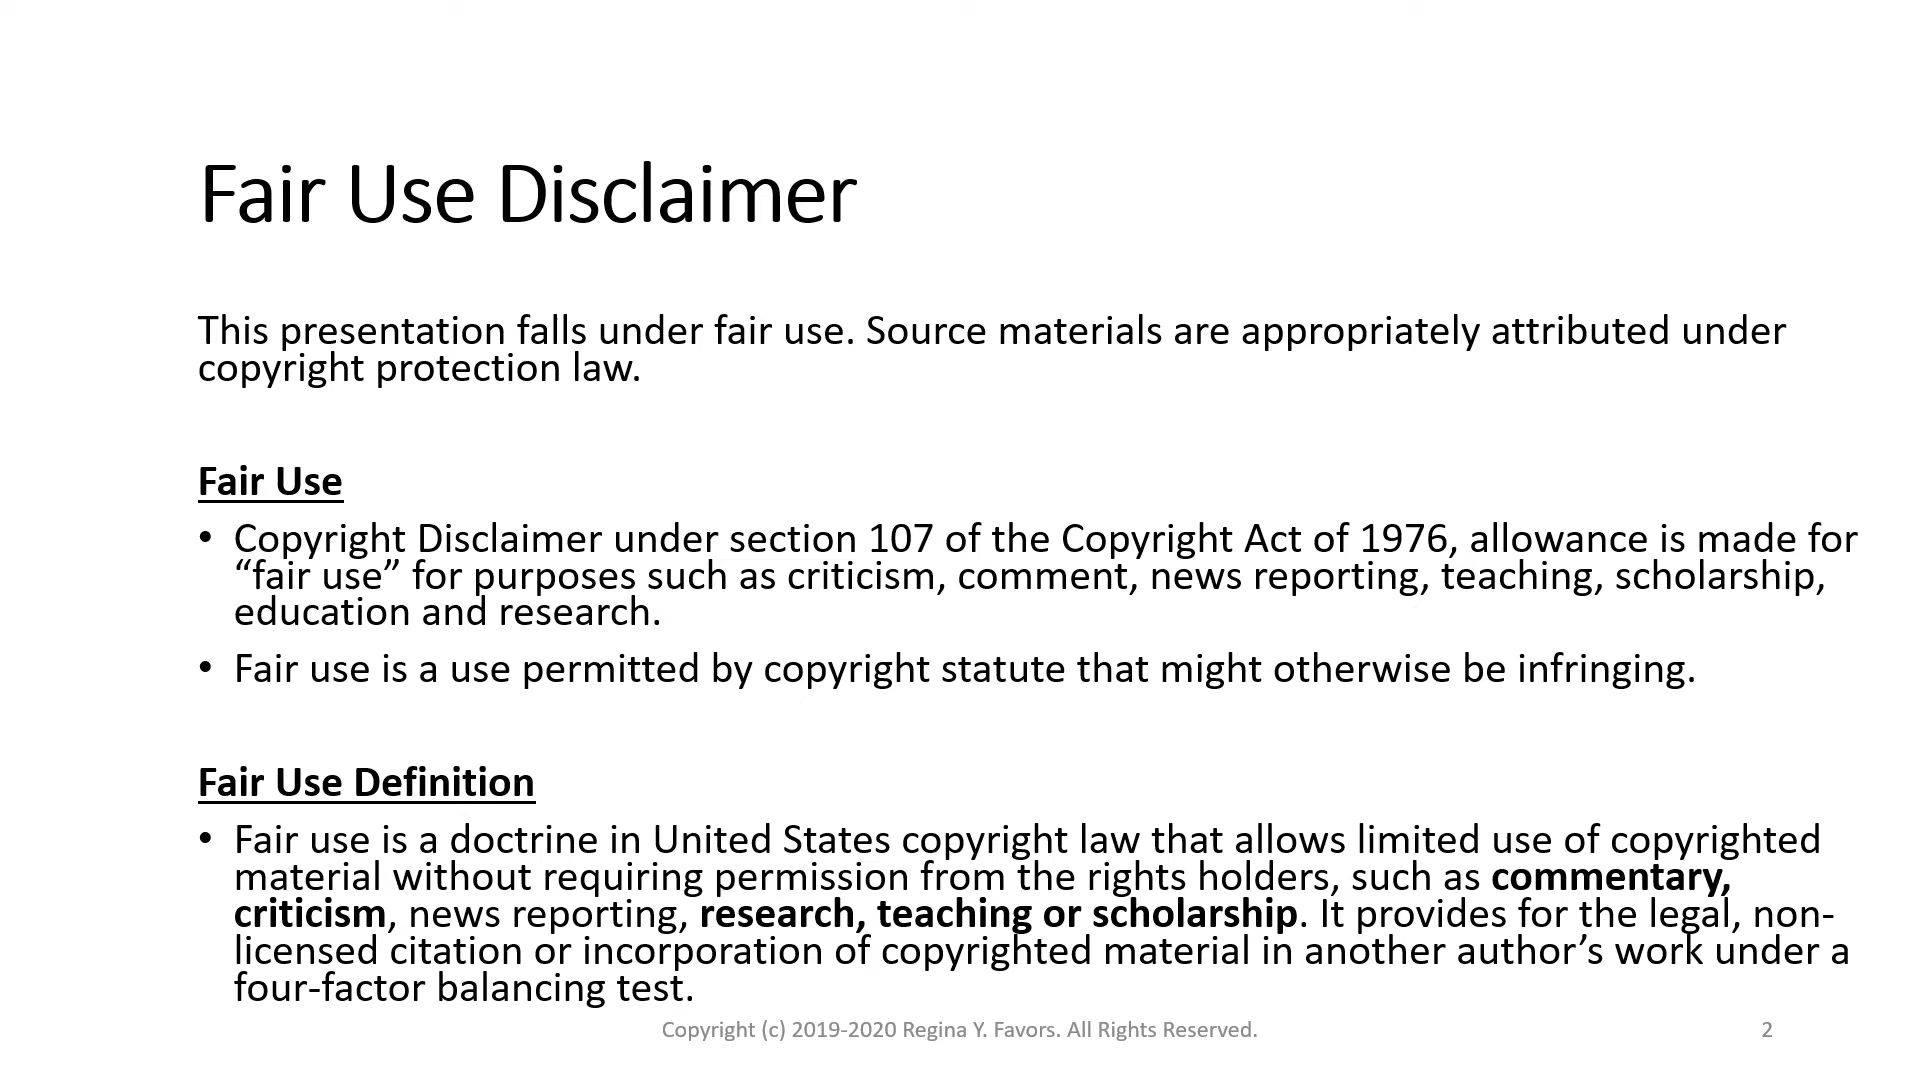 Fair Use Disclaimer
This presentation falls under fair use. Source materials are appropriately attributed under
copyright protection law.
Fair Use
• Copyright Disclaimer under section 107 of the Copyright Act of 1976, allowance is made for
“fair use” for purposes such as criticism, comment, news reporting, teaching, scholarship,
education and research.
• Fair use is a use permitted by copyright statute that might otherwise be infringing.
Fair Use Definition
• Fair use is a doctrine in United States copyright law that allows limited use of copyrighted
material without requiring permission from the rights holders, such as commentary,
criticism, news reporting, research, teaching or scholarship. It provides for the legal, non-
licensed citation or incorporation of copyrighted material in another author’s work under a
four-factor balancing test.
Copyright (c) 2019-2020 Regina Y. Favors. All Rights Reserved.
2